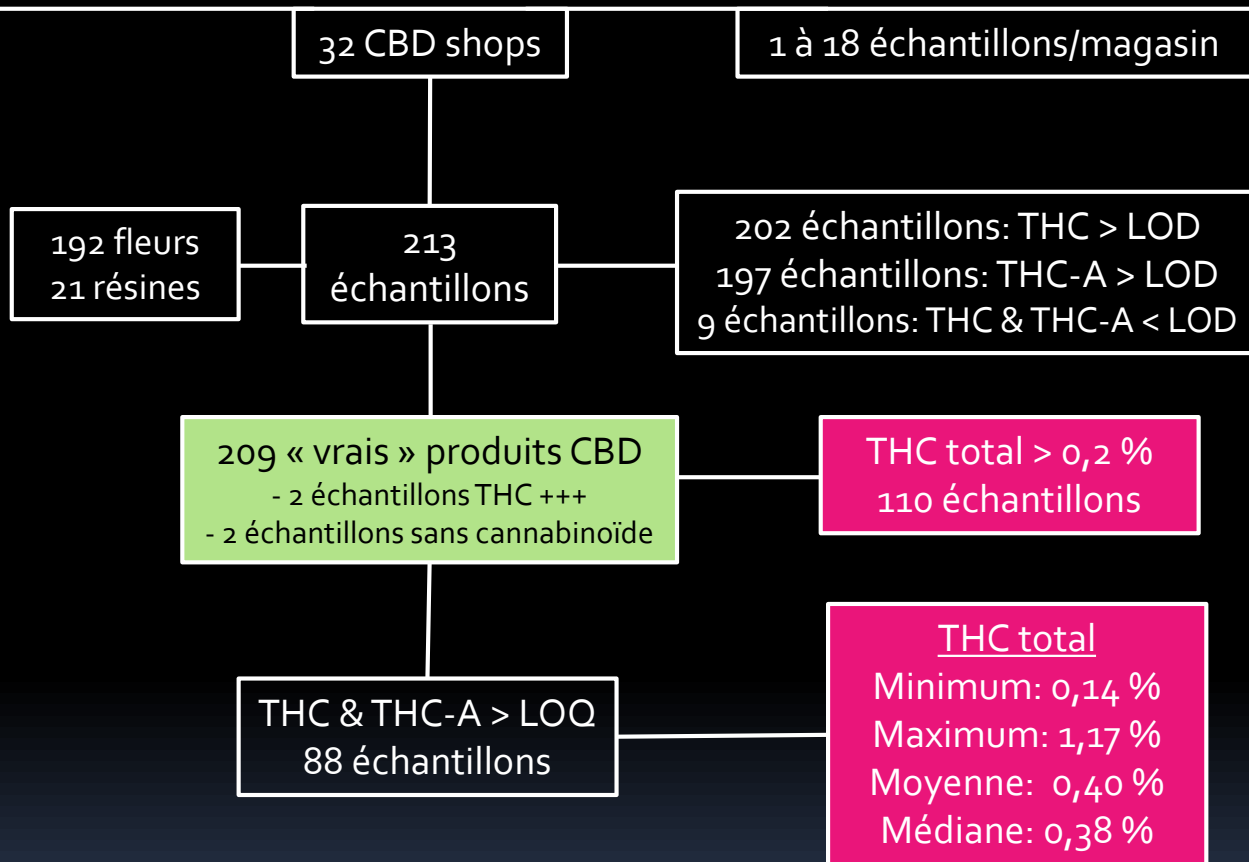 32 CBD shops
1 à 18 échantillons/magasin
192 fleurs
21 résines
213
échantillons
202 échantillons: THC > LOD
197 échantillons: THC-A > LOD
9 échantillons: THC & THC-A < LOD
209 « vrais » produits CBD
- 2 échantillons THC +++
- 2 échantillons sans cannabinoïde
THC total > 0,2 %
110 échantillons
THC & THC-A > LOQ
88 échantillons
THC total
Minimum: 0,14 %
Maximum: 1,17 %
Moyenne: 0,40 %
Médiane: 0,38 %